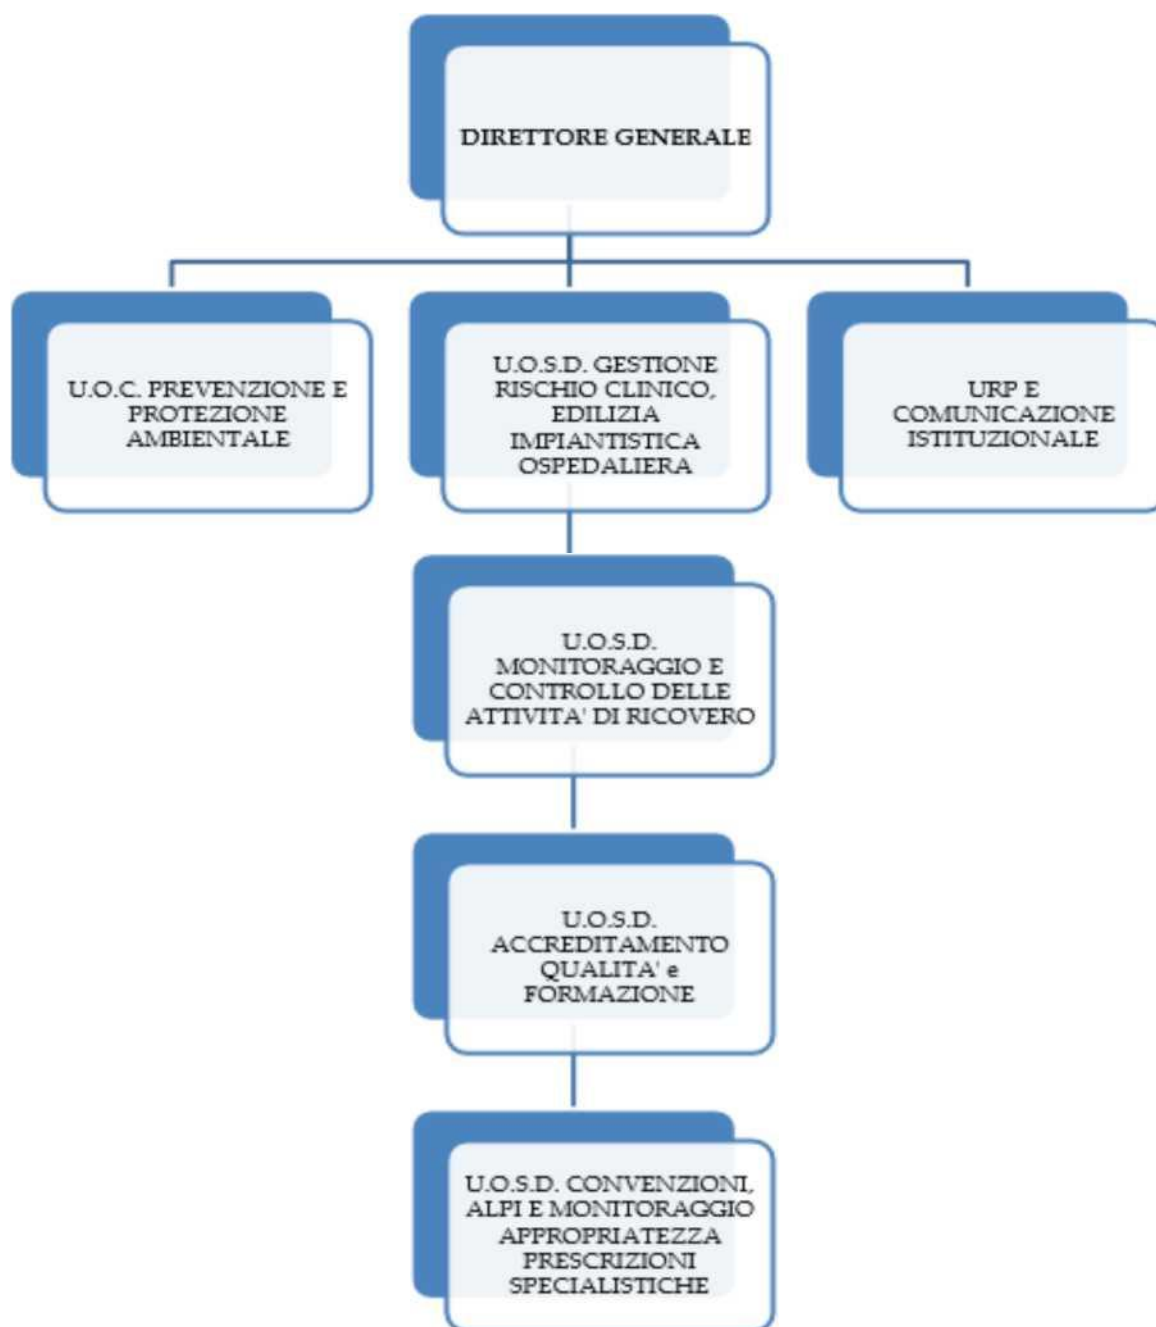 DIRETTORE GENERALE
U.O.C. PREVENZIONE E
PROTEZIONE
AMBIENTALE
U.O.S.D. GESTIONE
RISCHIO CLINICO,
EDILIZIA
IMPIANTISTICA
OSPEDALIERA
URP E
COMUNICAZIONE
ISTITUZIONALE
U.O.S.D.
MONITORAGGIO E
CONTROLLO DELLE
ATTIVITA' DI RICOVERO
U.O.S.D.
ACCREDITAMENTO
QUALITA' e
FORMAZIONE
U.O.S.D. CONVENZIONI,
ALPI E MONITORAGGIO
APPROPRIATEZZA
PRESCRIZIONI
SPECIALISTICHE